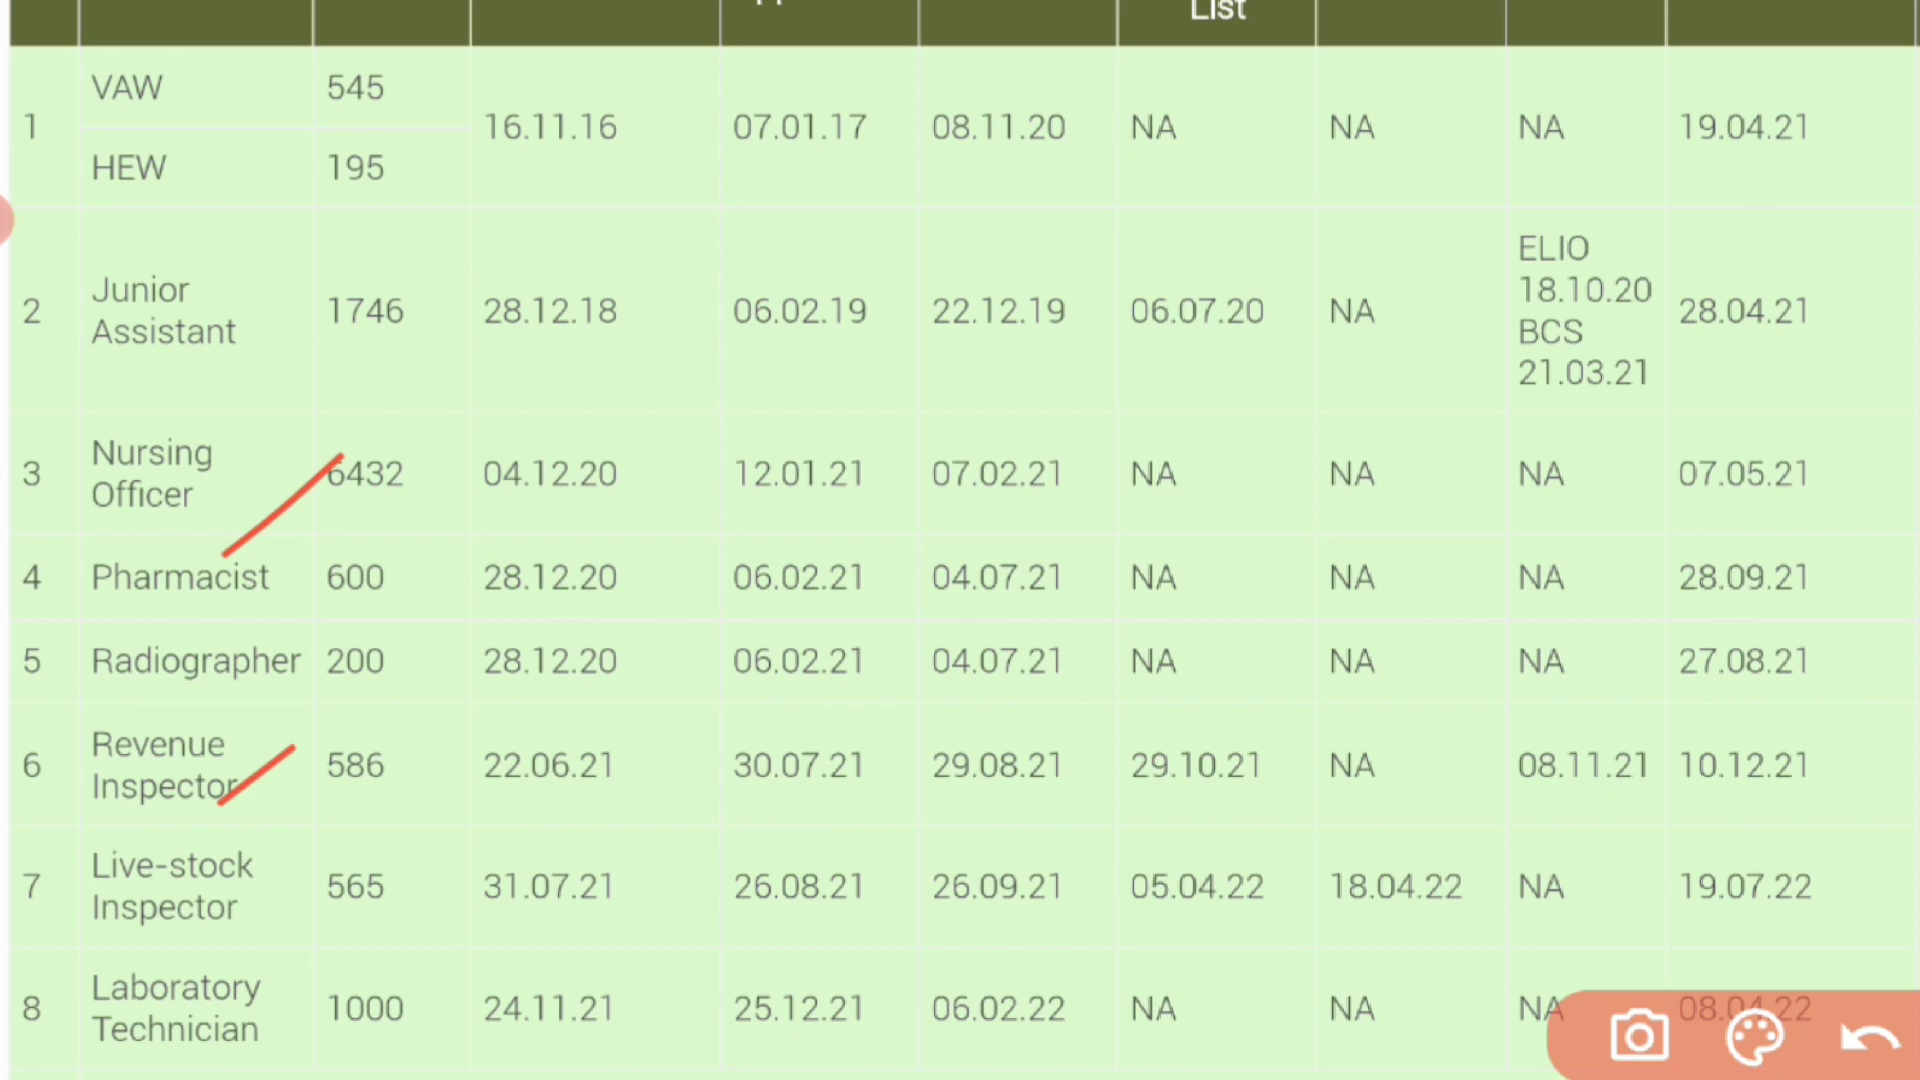 List
1 VAW 545 16.11.16 07.01.17 08.11.20 NA NA NA 19.04.21
HEW 195
2 Junior Assistant 1746 28.12.18 06.02.19 22.12.19 06.07.20 NA ELIO 18.10.20 BCS 21.03.21 28.04.21
3 Nursing Officer 6432 04.12.20 12.01.21 07.02.21 NA NA NA 07.05.21
4 Pharmacist 600 28.12.20 06.02.21 04.07.21 NA NA NA 28.09.21
5 Radiographer 200 28.12.20 06.02.21 04.07.21 NA NA NA 27.08.21
6 Revenue Inspector 586 22.06.21 30.07.21 29.08.21 29.10.21 NA 08.11.21 10.12.21
7 Live-stock Inspector 565 31.07.21 26.08.21 26.09.21 05.04.22 18.04.22 NA 19.07.22
8 Laboratory Technician 1000 24.11.21 25.12.21 06.02.22 NA NA NA 08.04.22